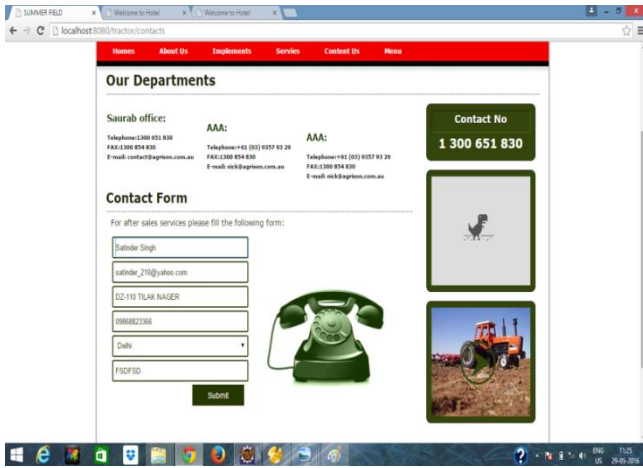 SUMMER FIELD
Welcome to Hotel
Welcome to Hotel
localhost:8080/tractor/contacts
Homes About Us Implements Servies Content Us Menu
Our Departments
Saurab office:
Telephone:1300 651 830
FAX:1300 854 830
E-mail: contact@agrison.com.au
AAA:
Telephone:+61 (03) 9357 93 29
FAX:1300 854 830
E-mail: nick@agrison.com.au
AAA:
Telephone:+61 (03) 9357 93 29
FAX:1300 854 830
E-mail: nick@agrison.com.au
Contact No
1 300 651 830
Contact Form
For after sales services please fill the following form:
Satinder Singh
satinder_210@yahoo.com
DZ-110 TILAK NAGER
09868823366
Delhi
FSDFSD
Submit
ENG 11:25
US 29-05-2016